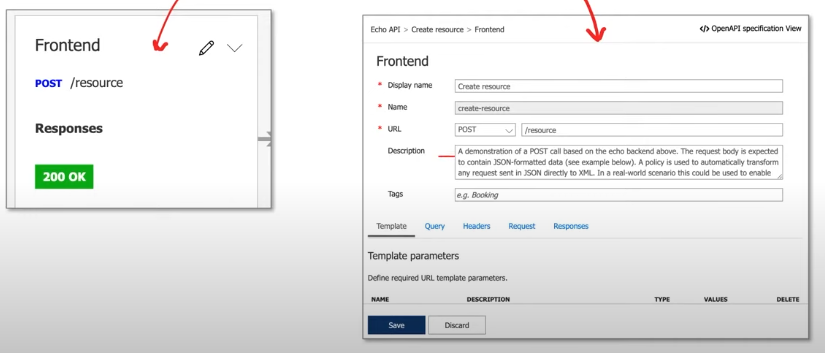 Frontend
POST /resource
Responses
200 OK
Echo API > Create resource > Frontend
</> OpenAPI specification View
Frontend
* Display name
Create resource
* Name
create-resource
* URL
POST
/resource
Description
A demonstration of a POST call based on the echo backend above. The request body is expected
to contain JSON-formatted data (see example below). A policy is used to automatically transform
any request sent in JSON directly to XML. In a real-world scenario this could be used to enable
Tags
e.g. Booking
Template Query Headers Request Responses
Template parameters
Define required URL template parameters.
NAME DESCRIPTION TYPE VALUES DELETE
Save Discard